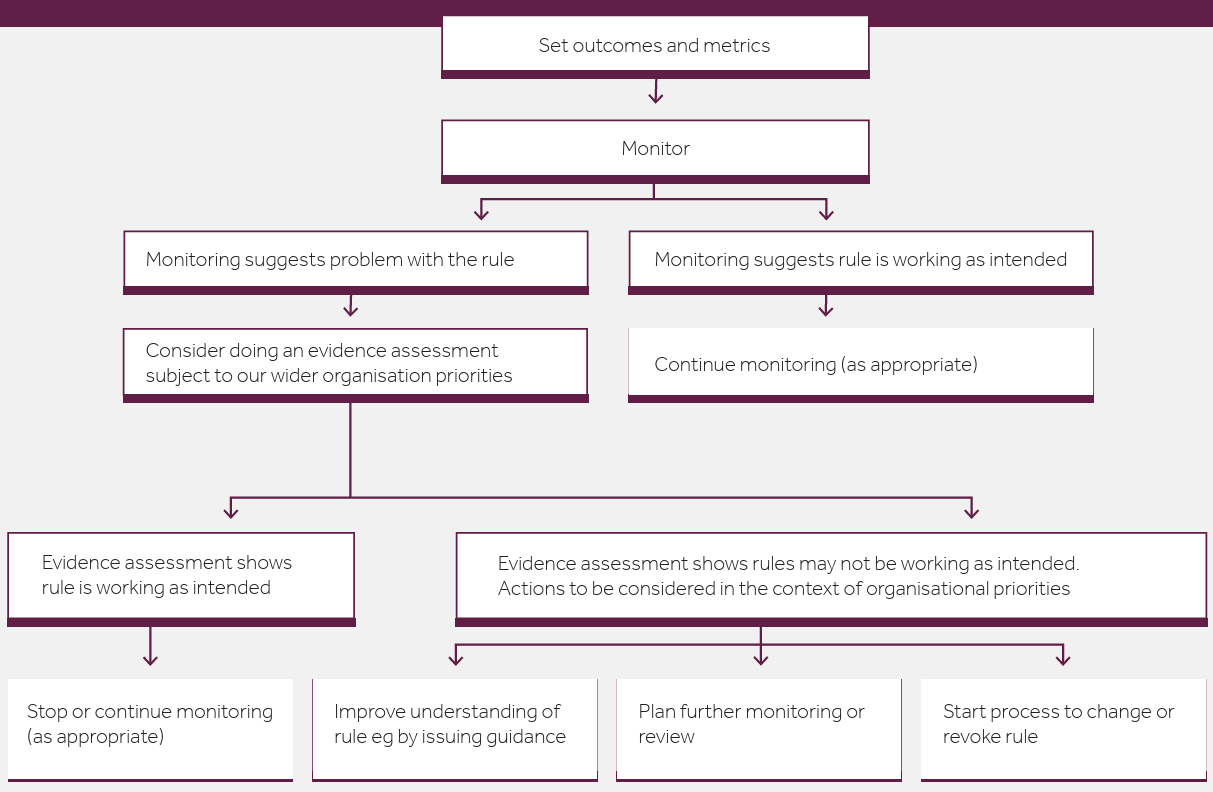 Set outcomes and metrics
Monitor
Monitoring suggests problem with the rule
Monitoring suggests rule is working as intended
Consider doing an evidence assessment
subject to our wider organisation priorities
Continue monitoring (as appropriate)
Evidence assessment shows
rule is working as intended
Evidence assessment shows rules may not be working as intended.
Actions to be considered in the context of organisational priorities
Stop or continue monitoring
(as appropriate)
Improve understanding of
rule eg by issuing guidance
Plan further monitoring or
review
Start process to change or
revoke rule